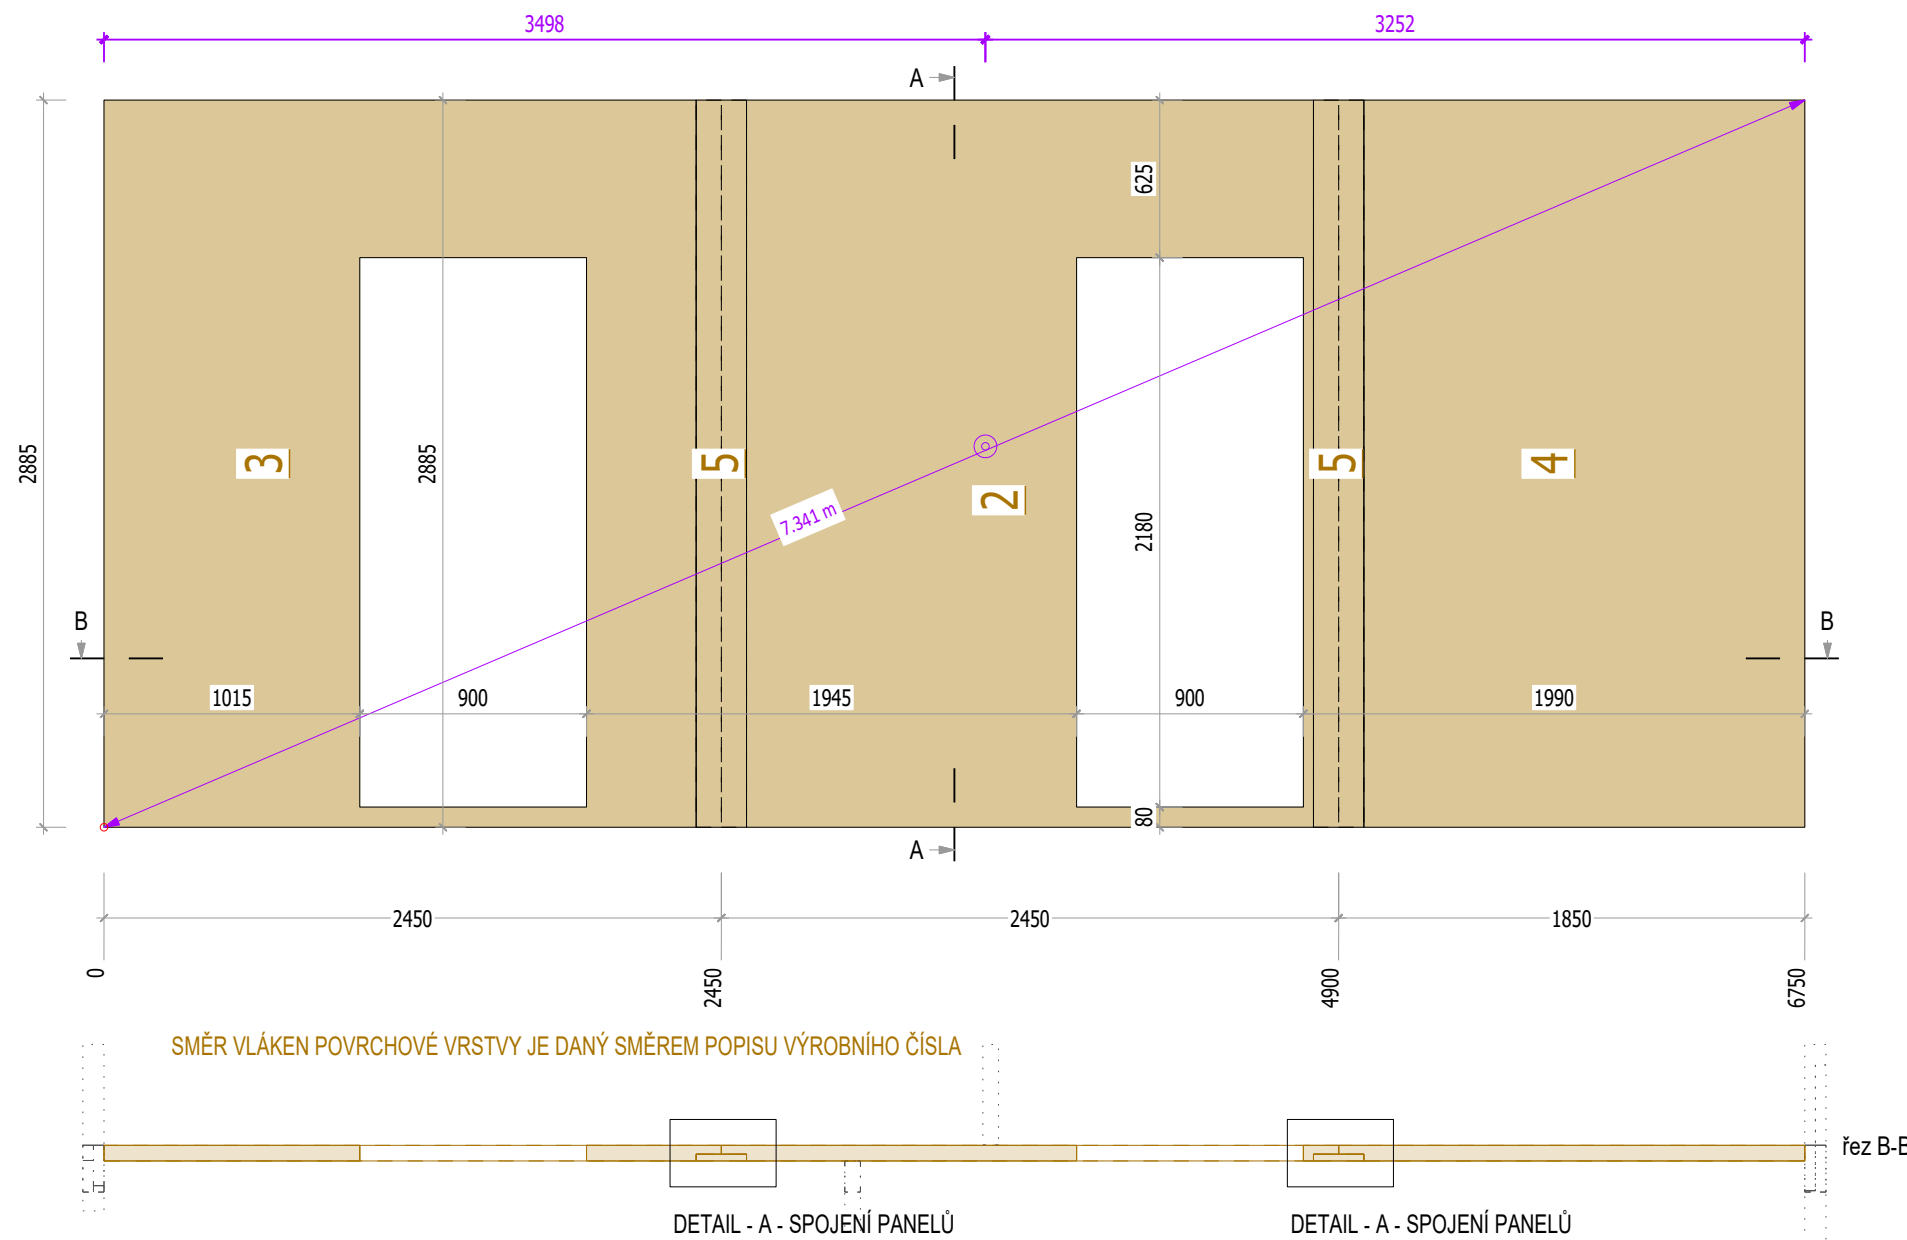 3498
3252
A
625
2885
3
2885
5
2
7.341 m
2180
5
4
B
B
1015
900
1945
900
1990
80
A
2450
2450
1850
0
2450
4900
6750
SMĚR VLÁKEN POVRCHOVÉ VRSTVY JE DANÝ SMĚREM POPISU VÝROBNÍHO ČÍSLA
řez B-B
DETAIL - A - SPOJENÍ PANELŮ
DETAIL - A - SPOJENÍ PANELŮ